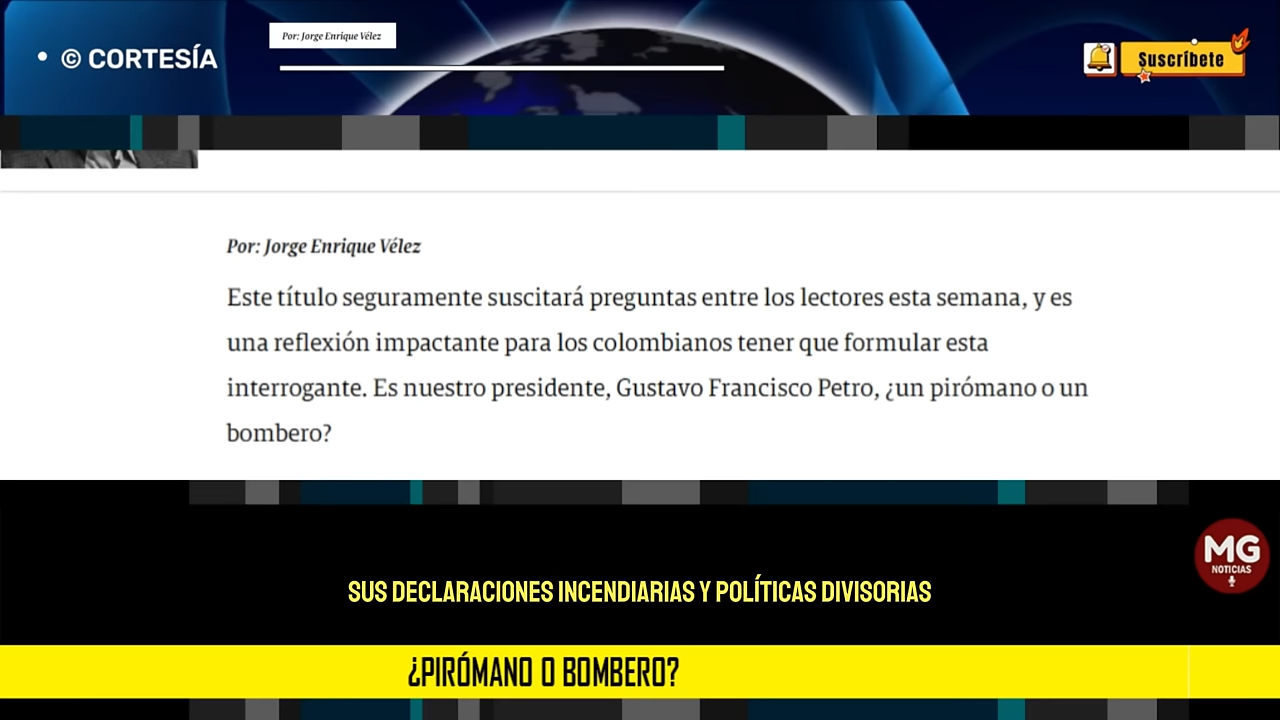 Por: Jorge Enrique Vélez
• © CORTESÍA
Suscríbete
Por: Jorge Enrique Vélez
Este título seguramente suscitará preguntas entre los lectores esta semana, y es
una reflexión impactante para los colombianos tener que formular esta
interrogante. Es nuestro presidente, Gustavo Francisco Petro, ¿un pirómano o un
bombero?
MG
NOTICIAS
SUS DECLARACIONES INCENDIARIAS Y POLÍTICAS DIVISORIAS
¿PIRÓMANO O BOMBERO?